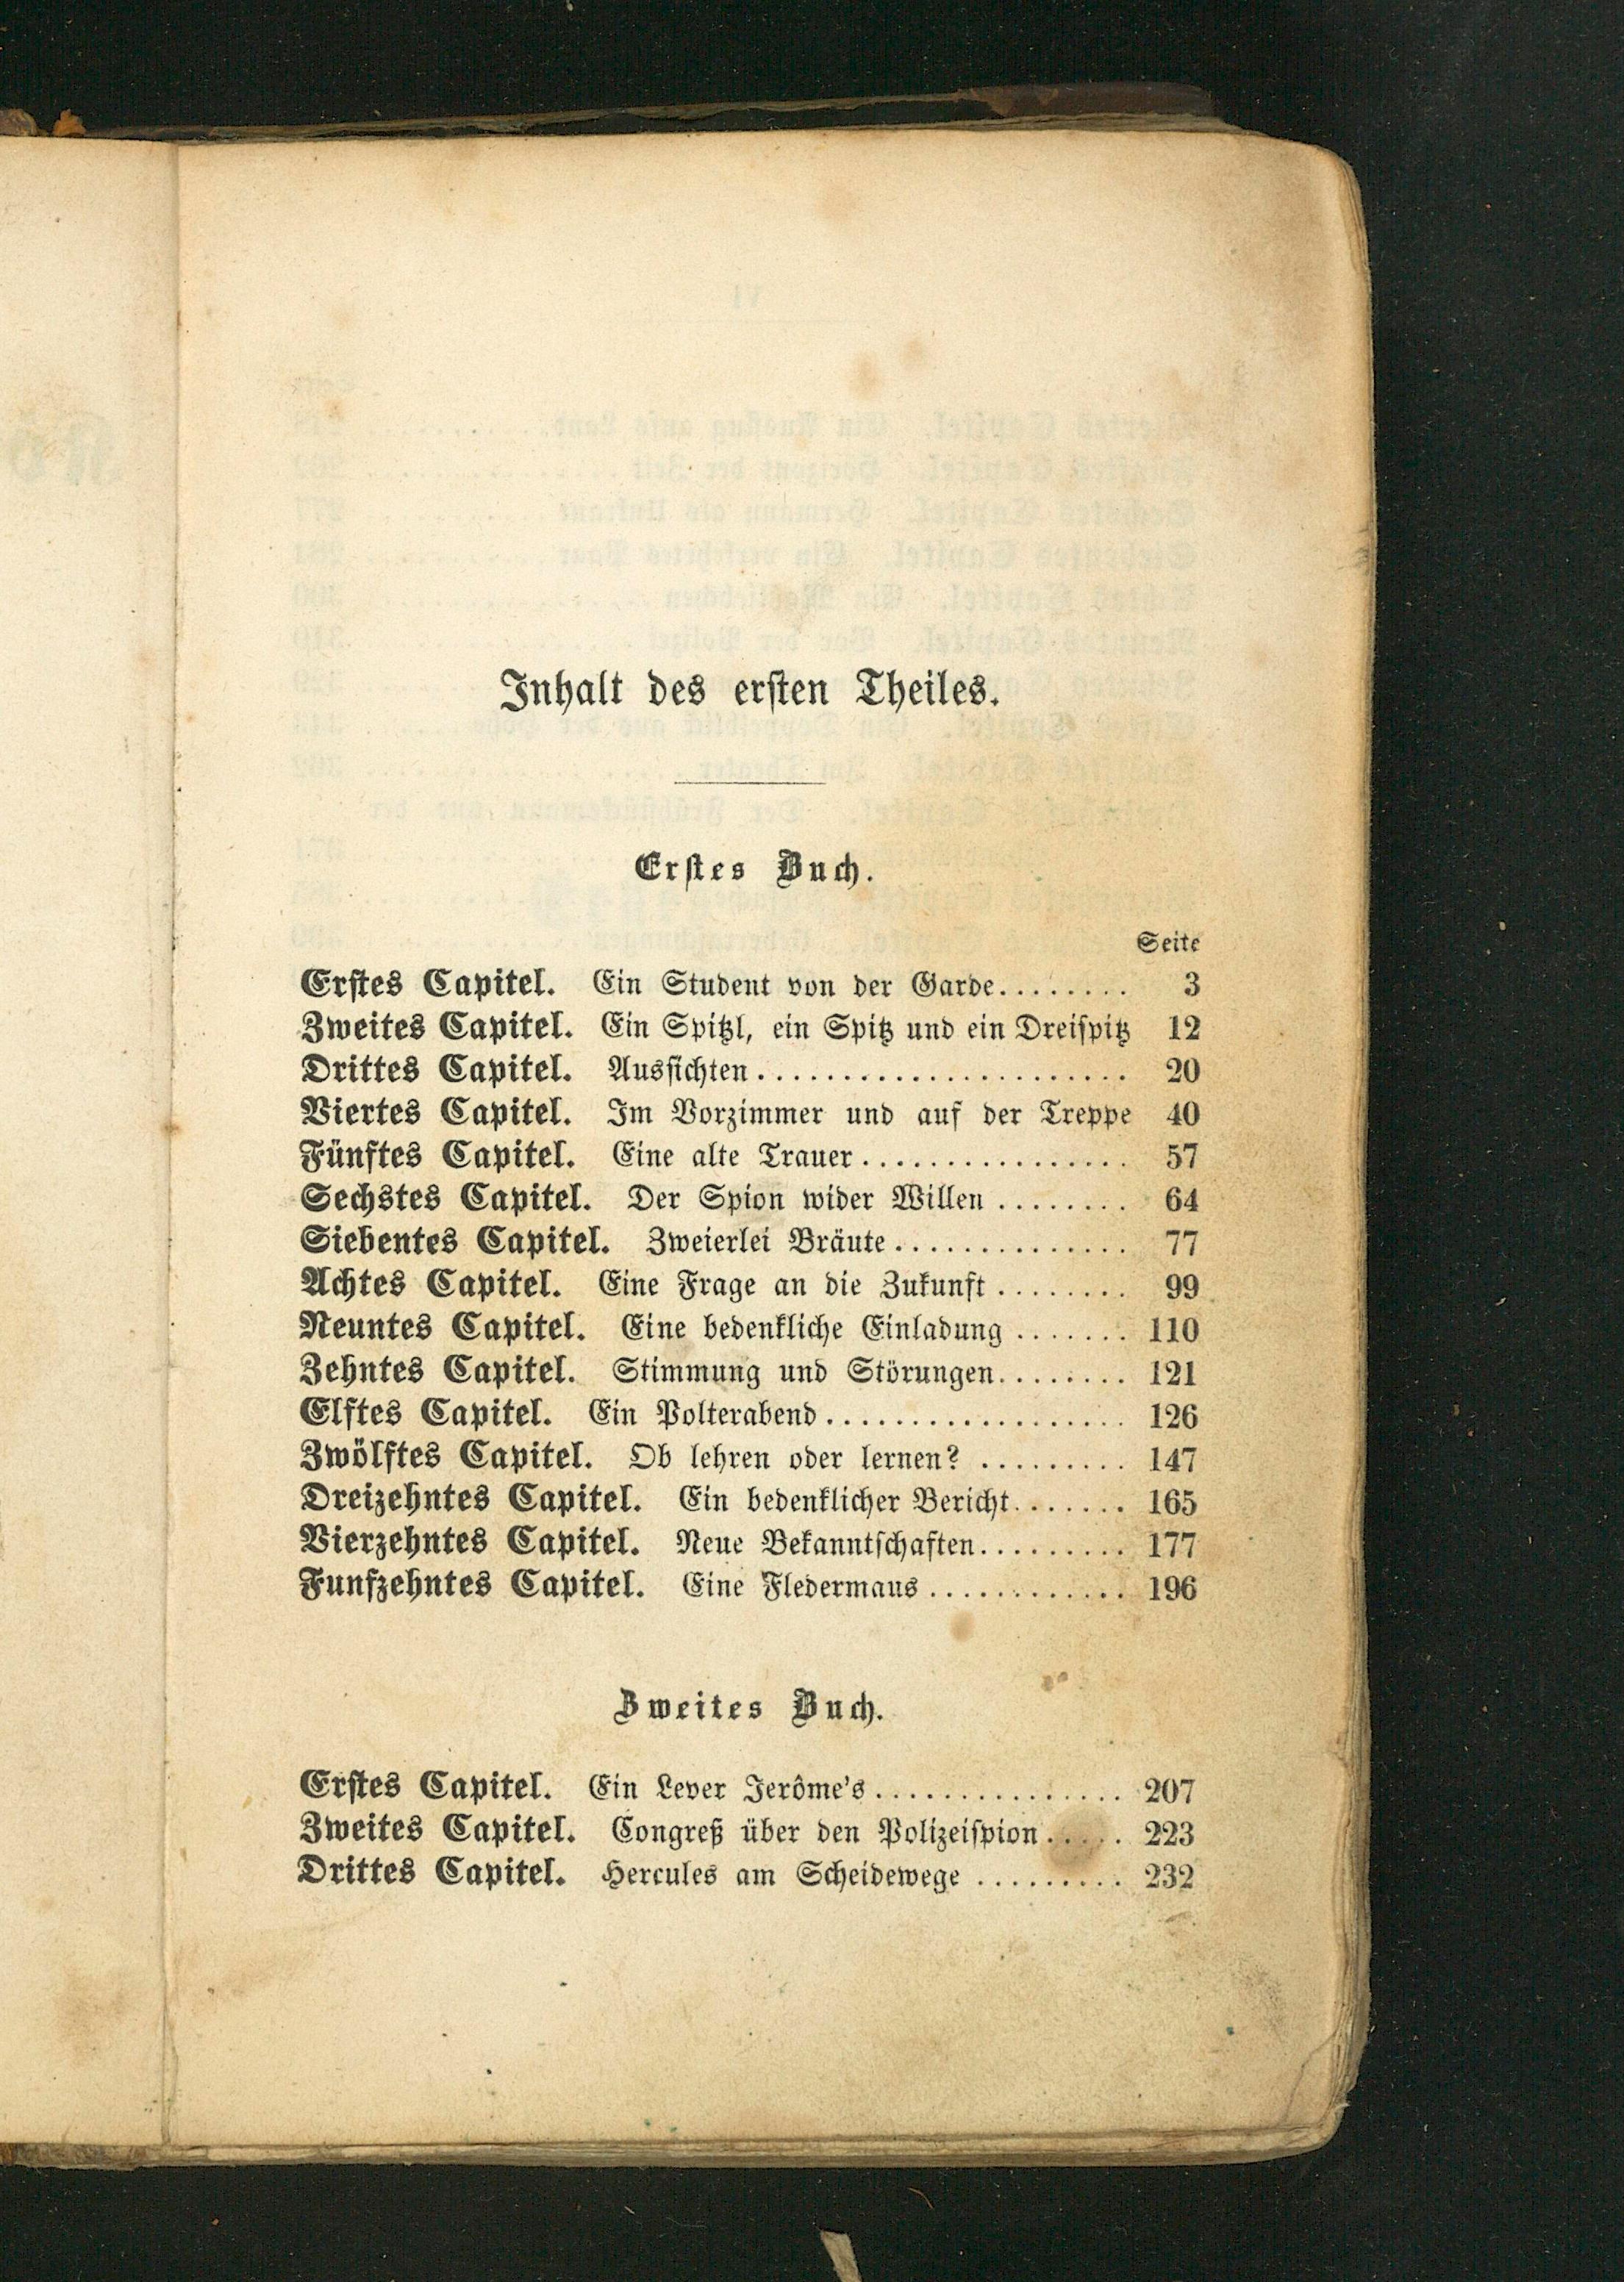 Inhalt des ersten Theiles.
Erstes Buch.
Seite
Erstes Capitel. Ein Student von der Garde........ 3
Zweites Capitel. Ein Spitzl, ein Spitz und ein Dreispitz 12
Drittes Capitel. Aussichten...................... 20
Viertes Capitel. Im Vorzimmer und auf der Treppe 40
Fünftes Capitel. Eine alte Trauer................ 57
Sechstes Capitel. Der Spion wider Willen ........ 64
Siebentes Capitel. Zweierlei Bräute.............. 77
Achtes Capitel. Eine Frage an die Zukunft ........ 99
Neuntes Capitel. Eine bedenkliche Einladung ....... 110
Zehntes Capitel. Stimmung und Störungen........ 121
Elftes Capitel. Ein Polterabend.................. 126
Zwölftes Capitel. Ob lehren oder lernen? ......... 147
Dreizehntes Capitel. Ein bedenklicher Bericht....... 165
Vierzehntes Capitel. Neue Bekanntschaften......... 177
Funfzehntes Capitel. Eine Fledermaus ............ 196
Zweites Buch.
Erstes Capitel. Ein Lever Jerôme's ............... 207
Zweites Capitel. Congreß über den Polizeispion..... 223
Drittes Capitel. Hercules am Scheidewege ......... 232